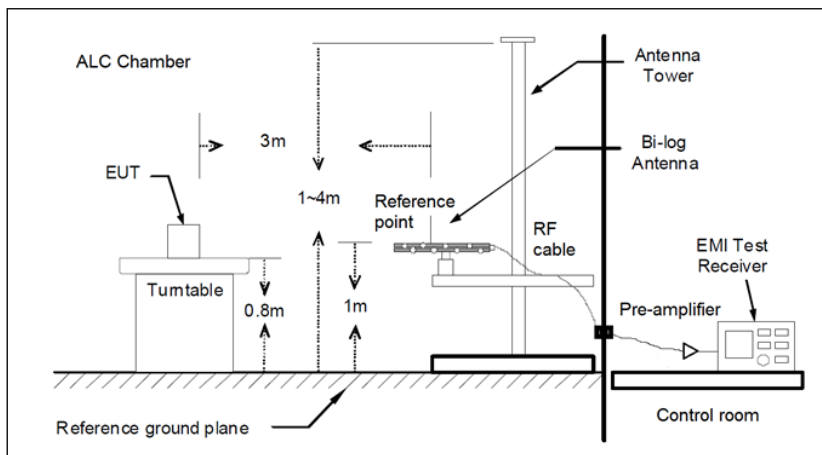 ALC Chamber
Antenna
Tower
3m
Bi-log
Antenna
EUT
1~4m
Reference
point
RF
cable
EMI Test
Receiver
Turntable
0.8m
1m
Pre-amplifier
Reference ground plane
Control room